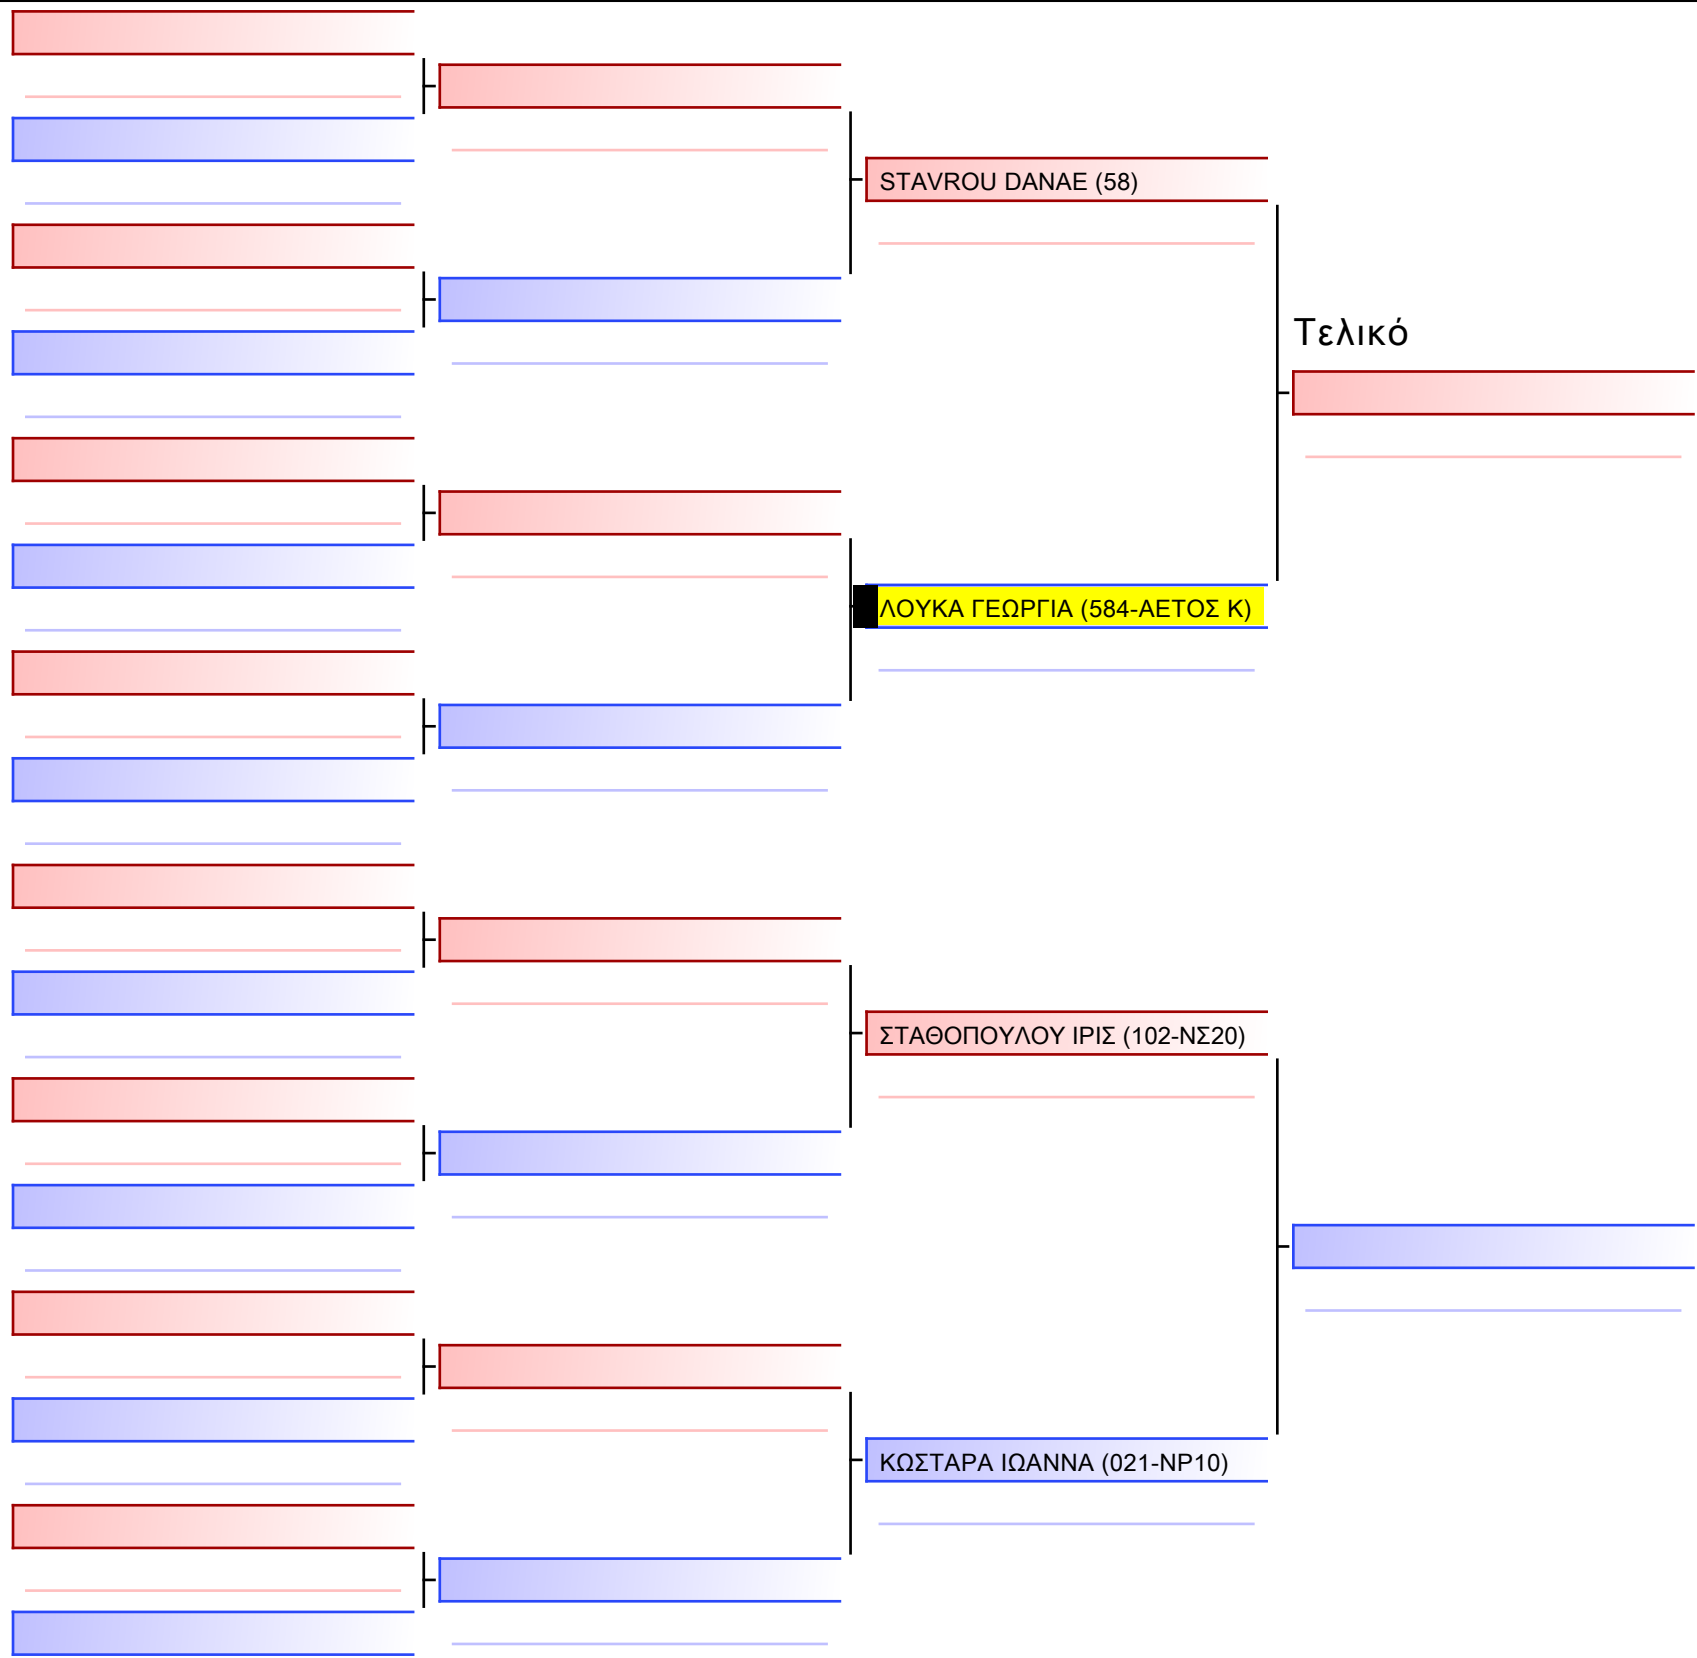 STAVROU DANAE (58)
Τελικό
ΛΟΥΚΑ ΓΕΩΡΓΙΑ (584-ΑΕΤΟΣ Κ)
ΣΤΑΘΟΠΟΥΛΟΥ ΙΡΙΣ (102-ΝΣ20)
ΚΩΣΤΑΡΑ ΙΩΑΝΝΑ (021-ΝΡ10)